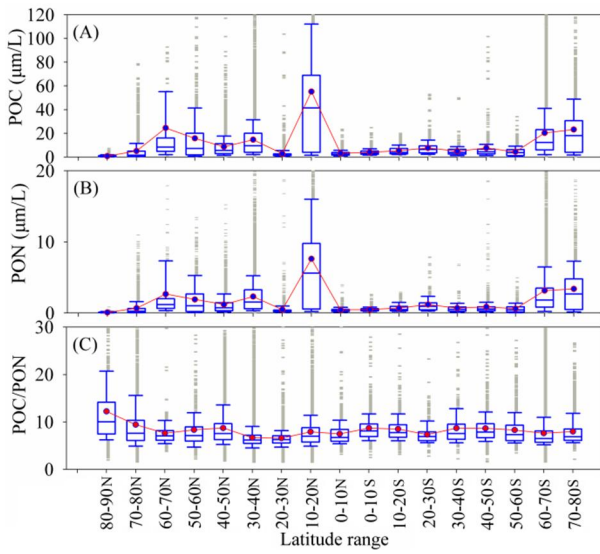 (A)
POC (μm/L)
120
100
80
60
40
20
0
(B)
PON (μm/L)
20
10
0
(C)
POC/PON
30
20
10
0
80-90N
70-80N
60-70N
50-60N
40-50N
30-40N
20-30N
10-20N
0-10N
0-10S
10-20S
20-30S
30-40S
40-50S
50-60S
60-70S
70-80S
Latitude range